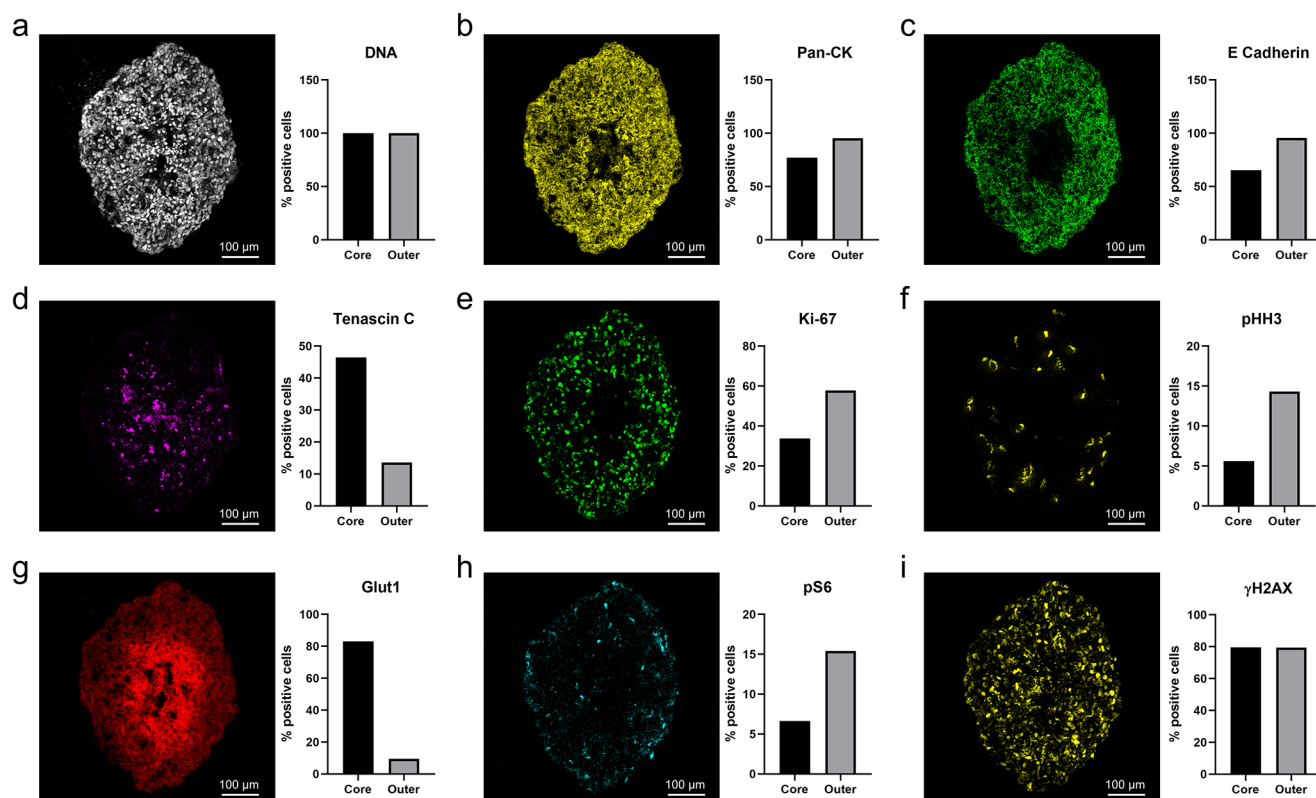 a
DNA
% positive cells
150
100
50
0
Core Outer
100 µm
b
Pan-CK
% positive cells
150
100
50
0
Core Outer
100 µm
c
E Cadherin
% positive cells
150
100
50
0
Core Outer
100 µm
d
Tenascin C
% positive cells
50
40
30
20
10
0
Core Outer
100 µm
e
Ki-67
% positive cells
80
60
40
20
0
Core Outer
100 µm
f
pHH3
% positive cells
20
15
10
5
0
Core Outer
100 µm
g
Glut1
% positive cells
100
80
60
40
20
0
Core Outer
100 µm
h
pS6
% positive cells
20
15
10
5
0
Core Outer
100 µm
i
γH2AX
% positive cells
100
80
60
40
20
0
Core Outer
100 µm